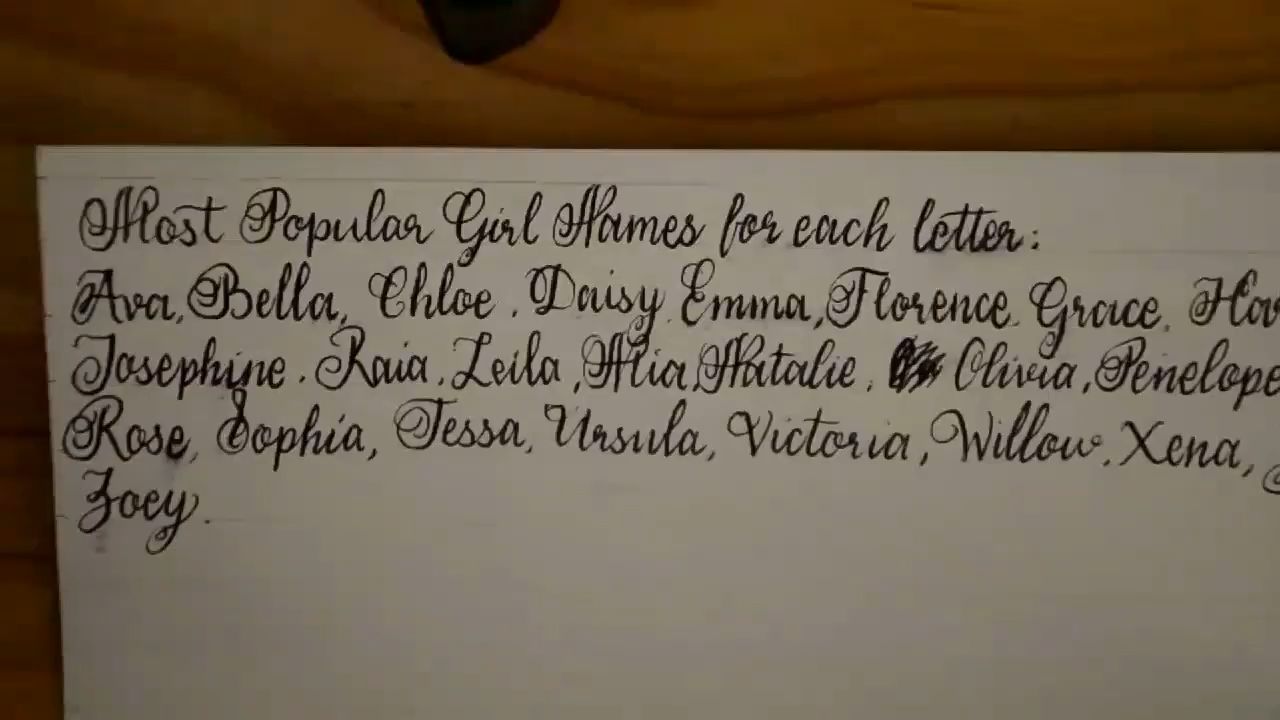 Most Popular Girl Names for each letter:
Ava, Bella, Chloe, Daisy, Emma, Florence, Grace,
Josephine, Kaia, Leila, Mia, Natalie, Olivia, Penelope
Rose, Sophia, Tessa, Ursula, Victoria, Willow, Xena,
Zoey.